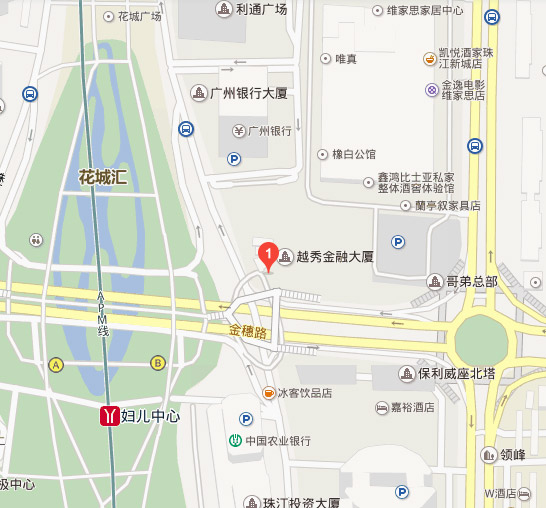 利通广场
维家思家居中心
花城广场
凯悦酒家珠
江新城店
唯真
金逸电影
维家思店
广州银行大厦
广州银行
P
橡白公馆
鑫鸿比士亚私家
整体酒窖体验馆
花城汇
蘭亭叙家具店
P
1
越秀金融大厦
哥弟总部
APM线
金穗路
A
B
保利威座北塔
冰客饮品店
嘉裕酒店
妇儿中心
P
中国农业银行
领峰
极中心
P
W酒店
珠江投资大厦